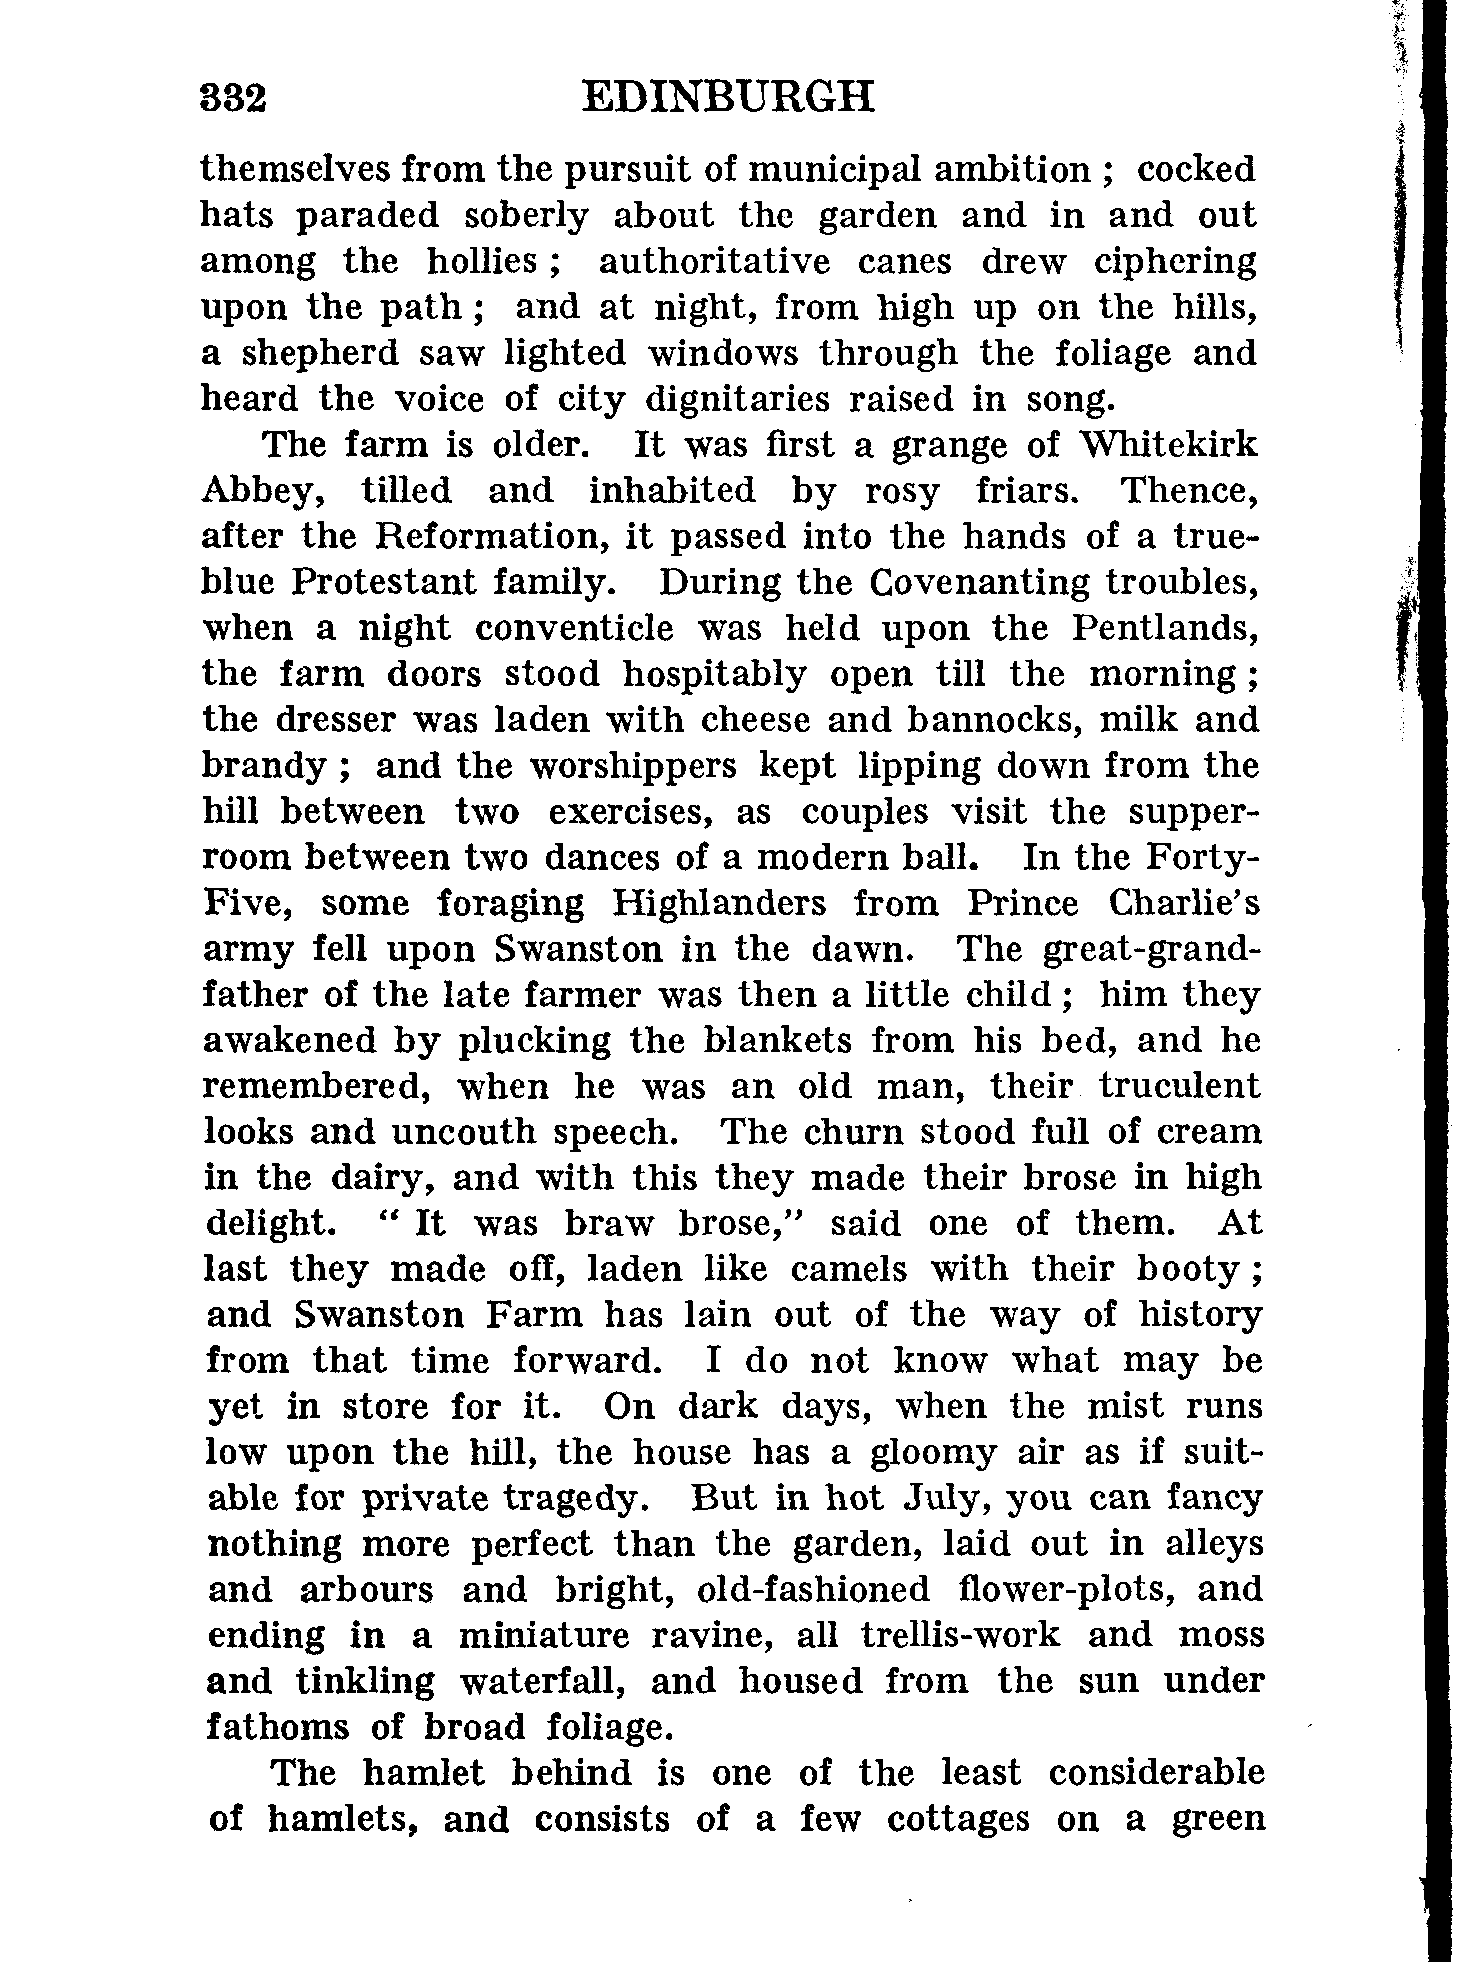 332 EDINBURGH
themselves from the pursuit of municipal ambition ; cocked
hats paraded soberly about the garden and in and out
among the hollies ; authoritative canes drew ciphering
upon the path ; and at night, from high up on the hills,
a shepherd saw lighted windows through the foliage and
heard the voice of city dignitaries raised in song.
The farm is older. It was first a grange of Whitekirk
Abbey, tilled and inhabited by rosy friars. Thence,
after the Reformation, it passed into the hands of a true-
blue Protestant family. During the Covenanting troubles,
when a night conventicle was held upon the Pentlands,
the farm doors stood hospitably open till the morning ;
the dresser was laden with cheese and bannocks, milk and
brandy ; and the worshippers kept lipping down from the
hill between two exercises, as couples visit the supper-
room between two dances of a modern ball. In the Forty-
Five, some foraging Highlanders from Prince Charlie's
army fell upon Swanston in the dawn. The great-grand-
father of the late farmer was then a little child ; him they
awakened by plucking the blankets from his bed, and he
remembered, when he was an old man, their truculent
looks and uncouth speech. The churn stood full of cream
in the dairy, and with this they made their brose in high
delight. “ It was braw brose,” said one of them. At
last they made off, laden like camels with their booty ;
and Swanston Farm has lain out of the way of history
from that time forward. I do not know what may be
yet in store for it. On dark days, when the mist runs
low upon the hill, the house has a gloomy air as if suit-
able for private tragedy. But in hot July, you can fancy
nothing more perfect than the garden, laid out in alleys
and arbours and bright, old-fashioned flower-plots, and
ending in a miniature ravine, all trellis-work and moss
and tinkling waterfall, and housed from the sun under
fathoms of broad foliage.
The hamlet behind is one of the least considerable
of hamlets, and consists of a few cottages on a green